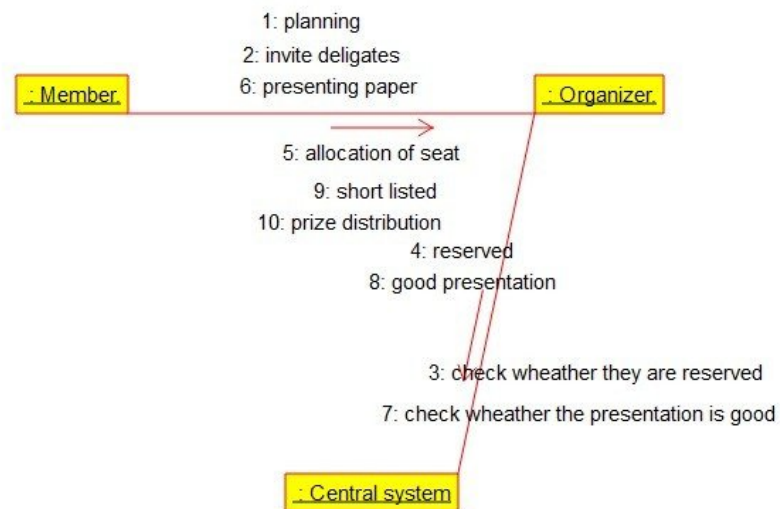 1: planning
2: invite deligates
6: presenting paper
: Member.
: Organizer.
5: allocation of seat
9: short listed
10: prize distribution
4: reserved
8: good presentation
3: check wheather they are reserved
7: check wheather the presentation is good
: Central system